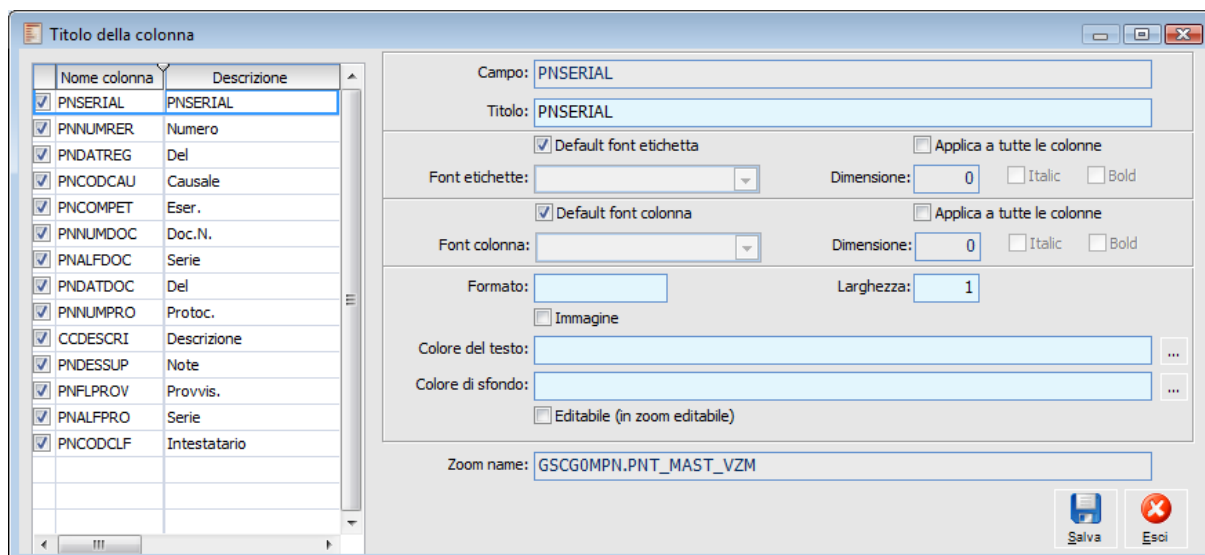 Titolo della colonna
Nome colonna Descrizione
PNSERIAL PNSERIAL
PNNUMRER Numero
PNDATREG Del
PNCODCAU Causale
PNCOMPET Eser.
PNNUMDOC Doc.N.
PNALFDOC Serie
PNDATDOC Del
PNNUMPRO Protoc.
CCDESCRI Descrizione
PNDESSUP Note
PNFLPROV Provvis.
PNALFPRO Serie
PNCODCLF Intestatario
Campo: PNSERIAL
Titolo: PNSERIAL
Default font etichetta Applica a tutte le colonne
Font etichette: Dimensione: 0 Italic Bold
Default font colonna Applica a tutte le colonne
Font colonna: Dimensione: 0 Italic Bold
Formato: Larghezza: 1
Immagine
Colore del testo: ...
Colore di sfondo: ...
Editabile (in zoom editabile)
Zoom name: GSCG0MPN.PNT_MAST_VZM
Salva Esci